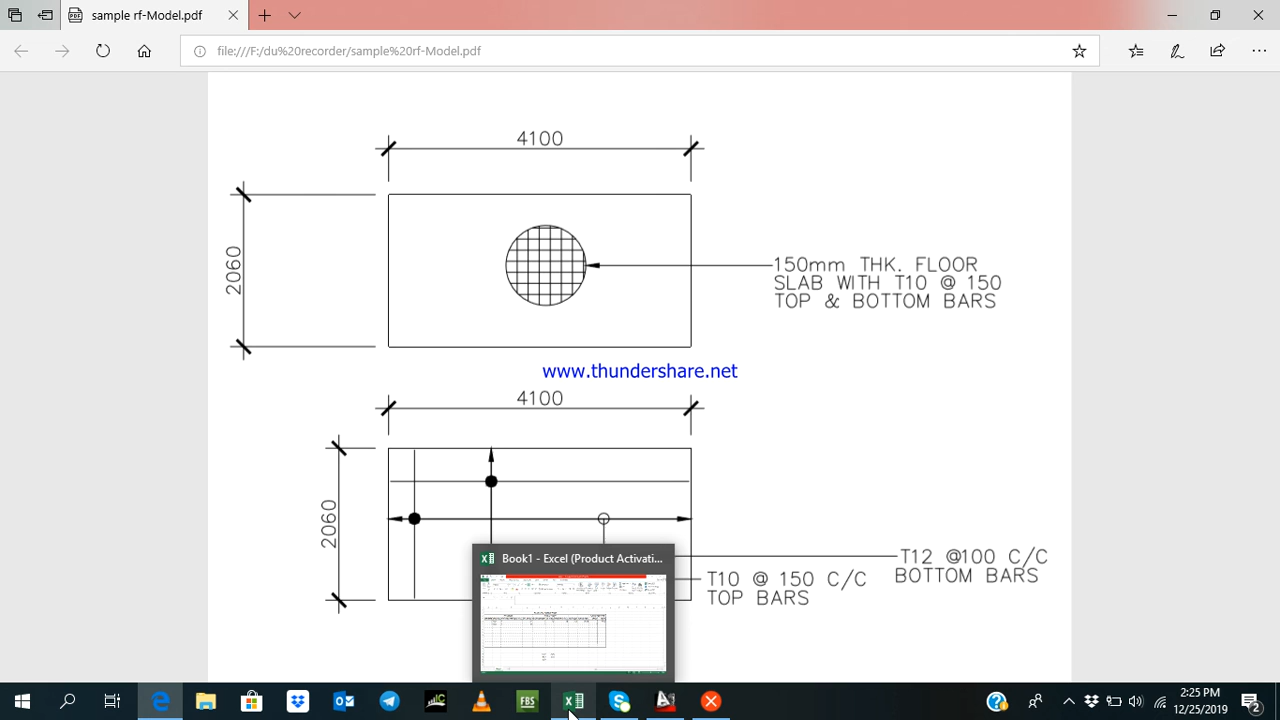 sample rf-Model.pdf
file:///F:/du%20recorder/sample%20rf-Model.pdf
4100
2060
150mm THK. FLOOR
SLAB WITH T10 @ 150
TOP & BOTTOM BARS
www.thundershare.net
4100
2060
T12 @100 C/C
BOTTOM BARS
T10 @ 150 C/C
TOP BARS
Book1 - Excel (Product Activati...
FBS
2:25 PM
12/25/2019
2